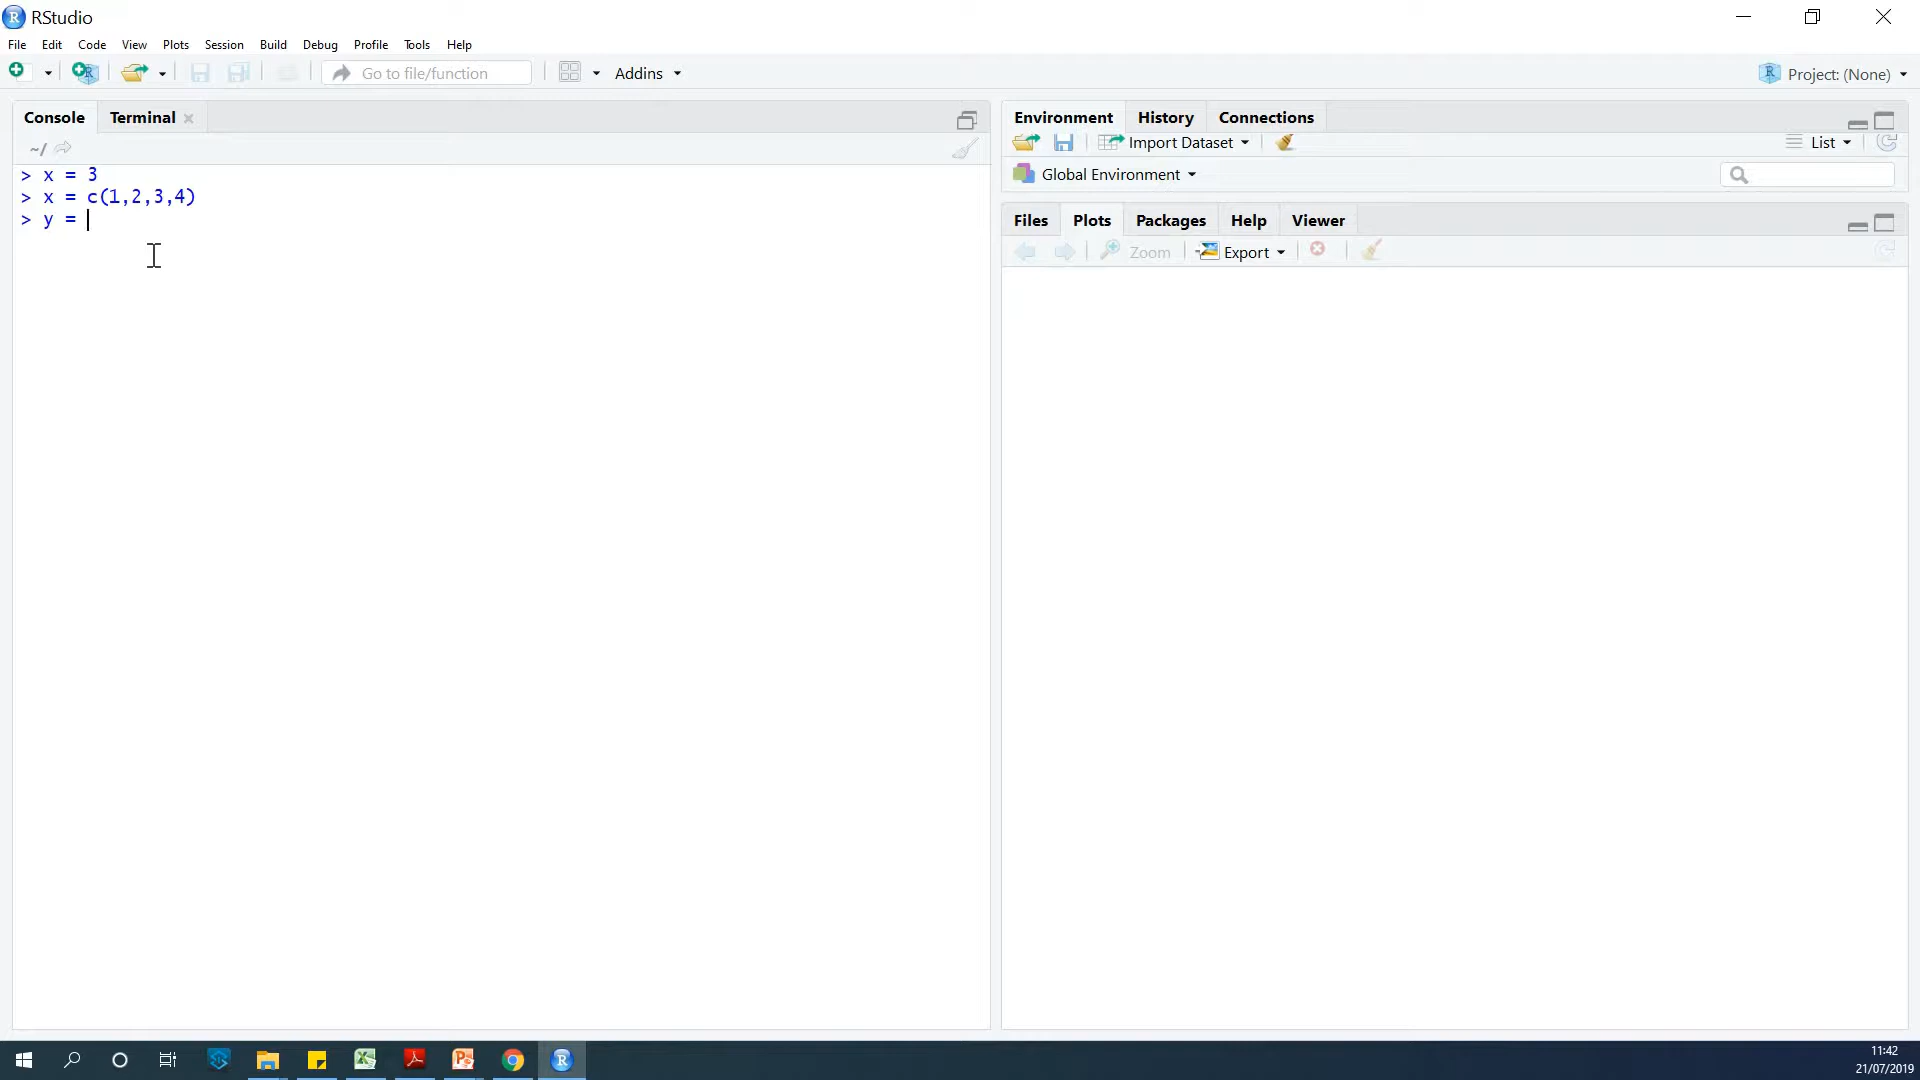 RStudio
File Edit Code View Plots Session Build Debug Profile Tools Help
Go to file/function Addins Project: (None)
Console Terminal
~/
> x = 3
> x = c(1,2,3,4)
> y =
Environment History Connections
Import Dataset List
Global Environment
Files Plots Packages Help Viewer
Zoom Export
11:42
21/07/2019